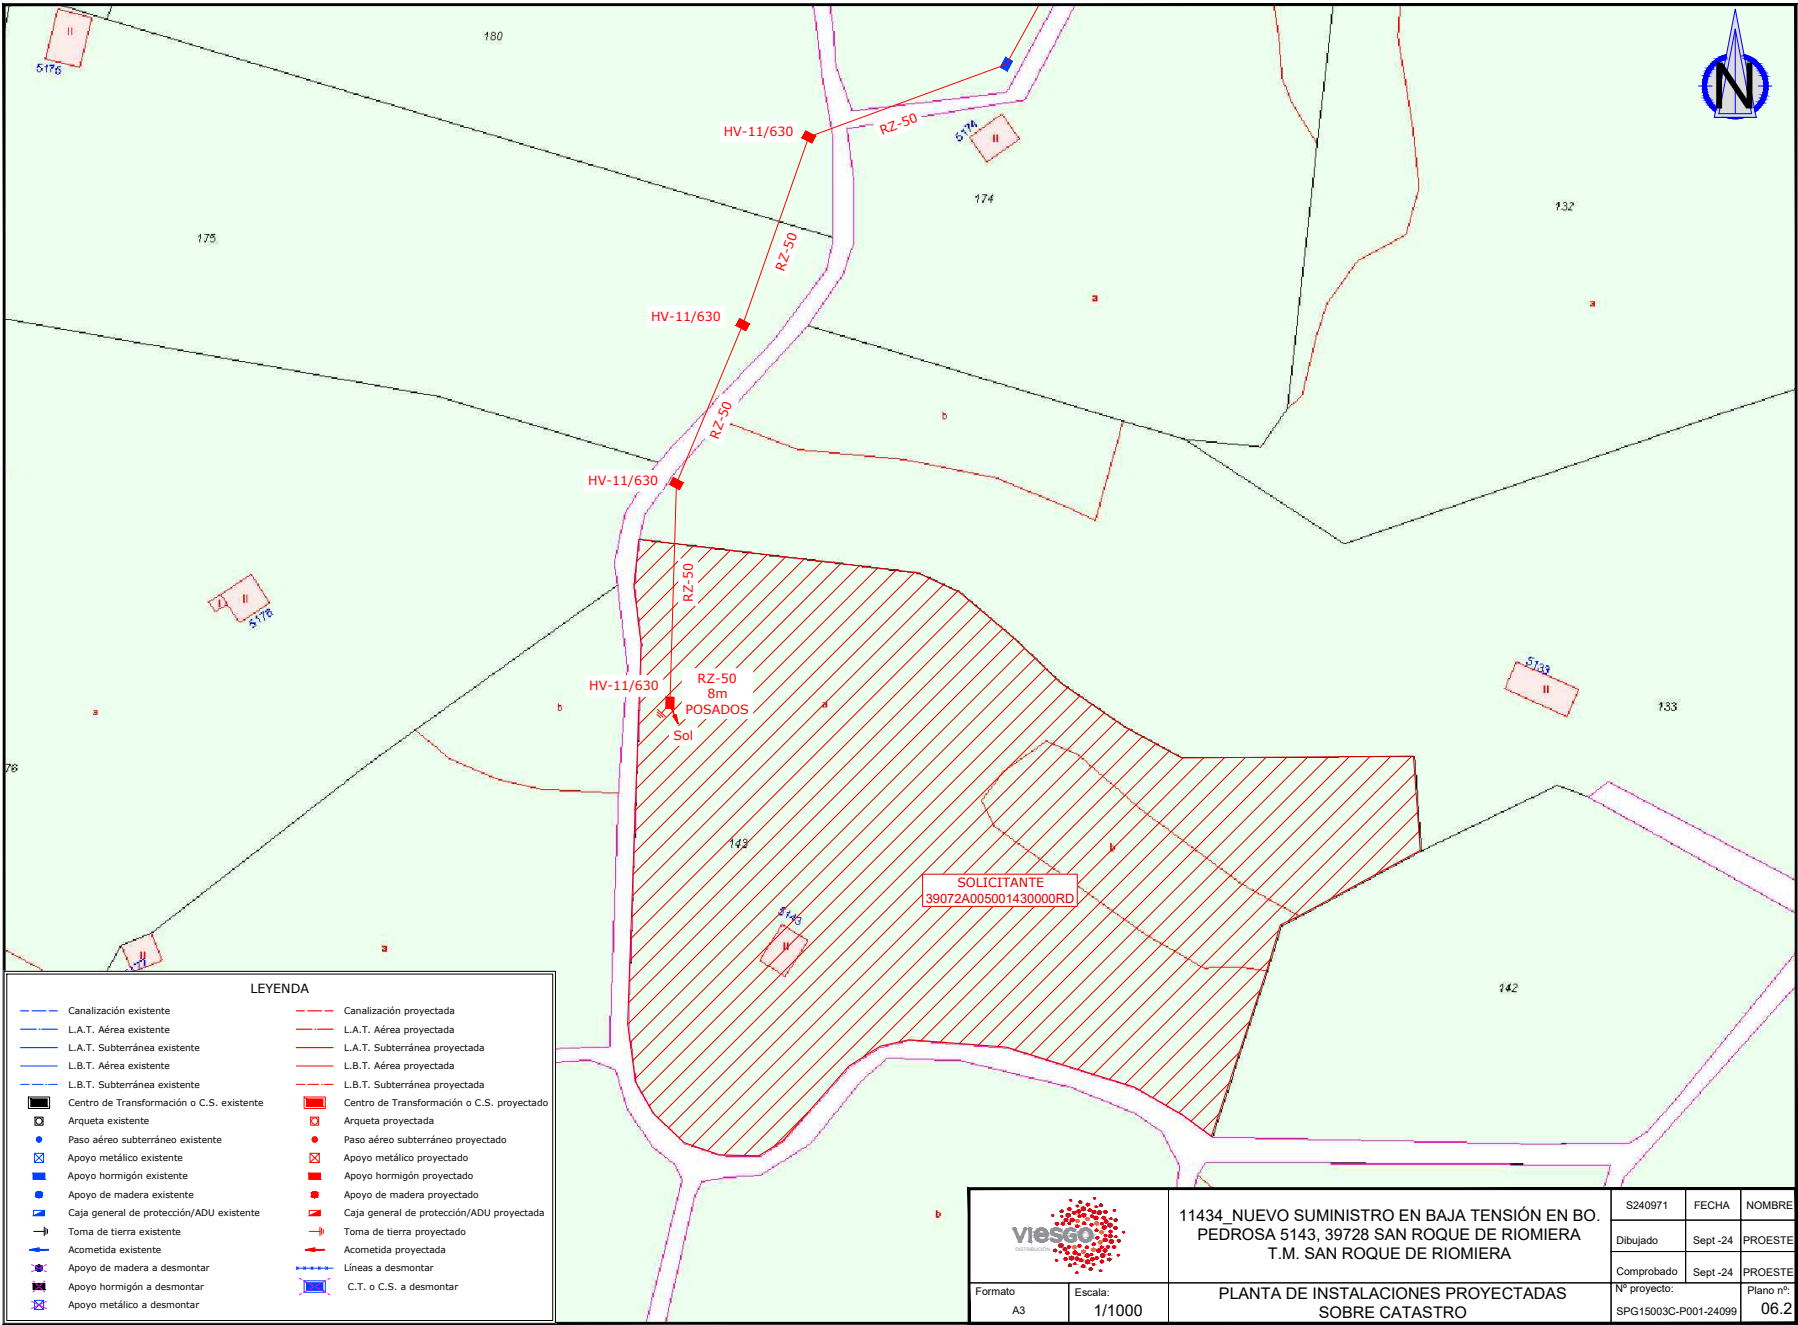 180
II
5176
N
HV-11/630
RZ-50
5174
II
174
132
175
RZ-50
a
a
HV-11/630
RZ-50
b
HV-11/630
RZ-50
II
I
5178
5133
II
133
HV-11/630
RZ-50
8m
POSADOS
Sol
a
b
a
76
143
b
SOLICITANTE
39072A005001430000RD
5143
II
a
II
142
b
LEYENDA
Canalización existente
L.A.T. Aérea existente
L.A.T. Subterránea existente
L.B.T. Aérea existente
L.B.T. Subterránea existente
Centro de Transformación o C.S. existente
Arqueta existente
Paso aéreo subterráneo existente
Apoyo metálico existente
Apoyo hormigón existente
Apoyo de madera existente
Caja general de protección/ADU existente
Toma de tierra existente
Acometida existente
Apoyo de madera a desmontar
Apoyo hormigón a desmontar
Apoyo metálico a desmontar
Canalización proyectada
L.A.T. Aérea proyectada
L.A.T. Subterránea proyectada
L.B.T. Aérea proyectada
L.B.T. Subterránea proyectada
Centro de Transformación o C.S. proyectado
Arqueta proyectada
Paso aéreo subterráneo proyectado
Apoyo metálico proyectado
Apoyo hormigón proyectado
Apoyo de madera proyectado
Caja general de protección/ADU proyectada
Toma de tierra proyectado
Acometida proyectada
Líneas a desmontar
C.T. o C.S. a desmontar
viesgo
DISTRIBUCIÓN
11434_NUEVO SUMINISTRO EN BAJA TENSIÓN EN BO.
PEDROSA 5143, 39728 SAN ROQUE DE RIOMIERA
T.M. SAN ROQUE DE RIOMIERA
S240971 FECHA NOMBRE
Dibujado Sept -24 PROESTE
Comprobado Sept -24 PROESTE
Formato
A3
Escala:
1/1000
PLANTA DE INSTALACIONES PROYECTADAS
SOBRE CATASTRO
Nº proyecto:
SPG15003C-P001-24099
Plano nº:
06.2